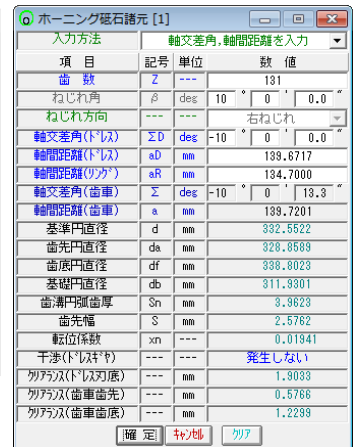 ホーニング砥石諸元 [1]
入力方法 軸交差角,軸間距離を入力
項 目 記号 単位 数 値
歯 数 Z --- 131
ねじれ角 β deg 10 ° 0 ' 0.0 "
ねじれ方向 --- --- 右ねじれ
軸交差角(ﾄﾞﾚｽ) ΣD deg -10 ° 0 ' 0.0 "
軸間距離(ﾄﾞﾚｽ) aD mm 139.6717
軸間距離(ﾘﾝｸﾞ) aR mm 134.7000
軸交差角(歯車) Σ deg -10 ° 0 ' 13.3 "
軸間距離(歯車) a mm 139.7201
基準円直径 d mm 332.5522
歯先円直径 da mm 328.8589
歯底円直径 df mm 338.8023
基礎円直径 db mm 311.9301
歯溝円弧歯厚 Sn mm 3.9623
歯先幅 S mm 2.5762
転位係数 xn --- 0.01941
干渉(ﾄﾞﾚｽｷﾞﾔ) --- --- 発生しない
ｸﾘｱﾗﾝｽ(ﾄﾞﾚｽ刃底) --- mm 1.9033
ｸﾘｱﾗﾝｽ(歯車歯先) --- mm 0.5766
ｸﾘｱﾗﾝｽ(歯車歯底) --- mm 1.2299
確 定 ｷｬﾝｾﾙ ｸﾘｱ